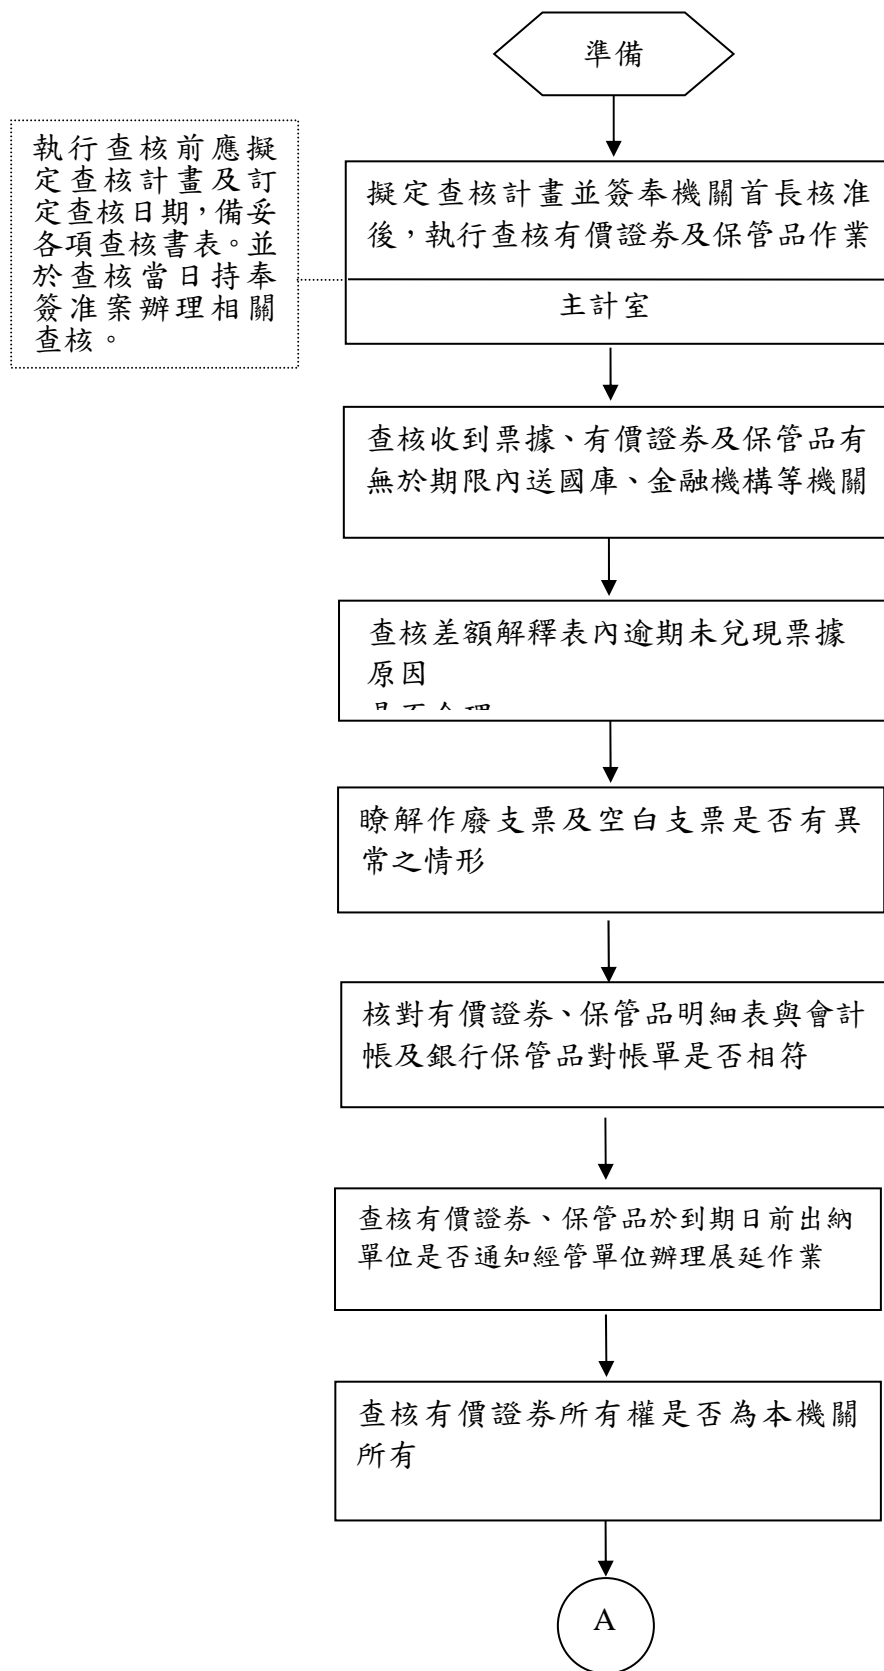 準備
執行查核前應擬
定查核計畫及訂
定查核日期，備妥
各項查核書表。並
於查核當日持奉
簽准案辦理相關
查核。
擬定查核計畫並簽奉機關首長核准
後，執行查核有價證券及保管品作業
主計室
查核收到票據、有價證券及保管品有
無於期限內送國庫、金融機構等機關
查核差額解釋表內逾期未兌現票據
原因
是否合理
瞭解作廢支票及空白支票是否有異
常之情形
核對有價證券、保管品明細表與會計
帳及銀行保管品對帳單是否相符
查核有價證券、保管品於到期日前出納
單位是否通知經管單位辦理展延作業
查核有價證券所有權是否為本機關
所有
A